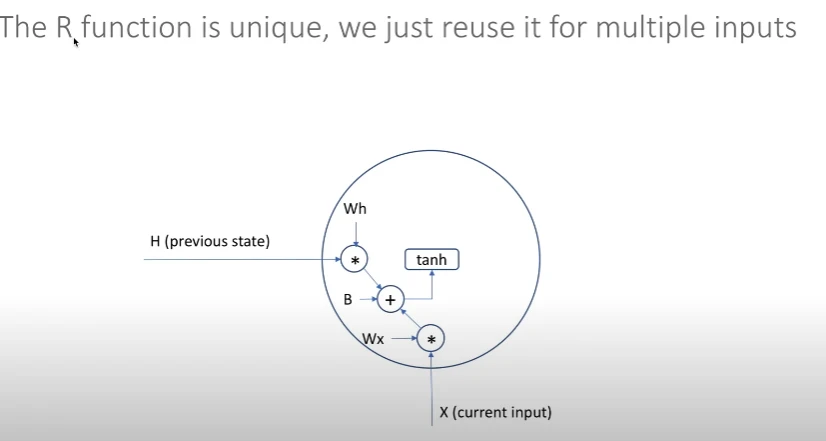 The R function is unique, we just reuse it for multiple inputs
Wh
H (previous state)
*
tanh
B
+
Wx
*
X (current input)